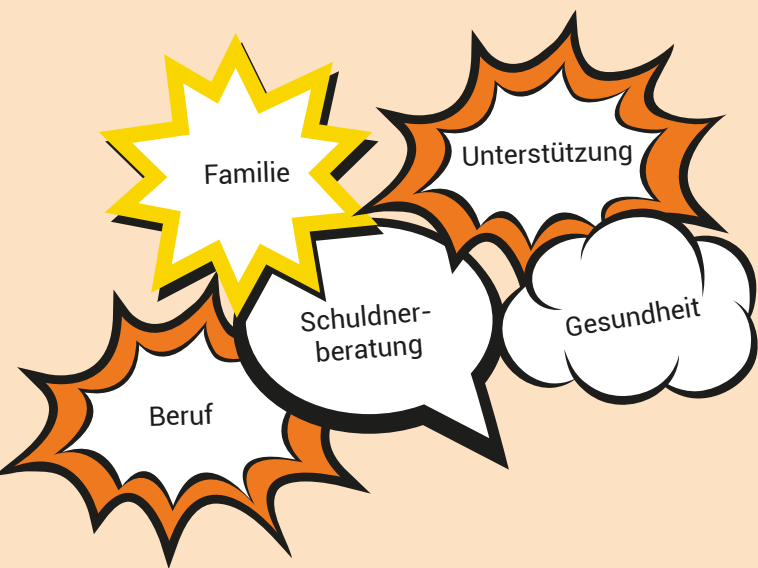 Familie
Unterstützung
Schuldner-
beratung
Gesundheit
Beruf